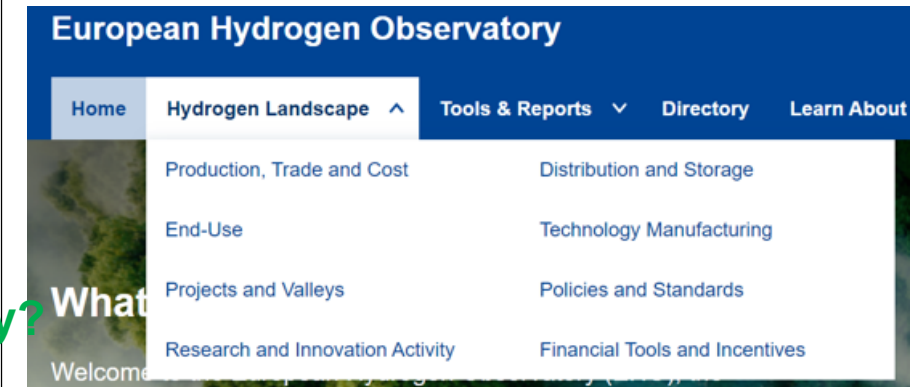 European Hydrogen Observatory
Home Hydrogen Landscape Tools & Reports Directory Learn About
Production, Trade and Cost Distribution and Storage
End-Use Technology Manufacturing
Projects and Valleys Policies and Standards
What
y?
Research and Innovation Activity Financial Tools and Incentives
Welcome